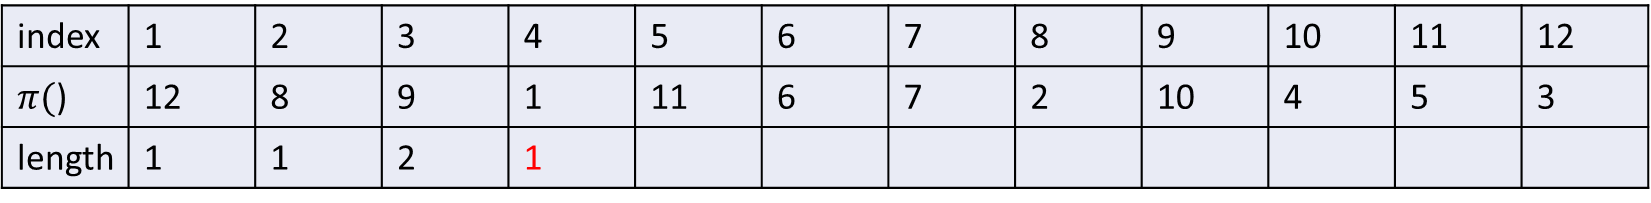 index 1 2 3 4 5 6 7 8 9 10 11 12
π() 12 8 9 1 11 6 7 2 10 4 5 3
length 1 1 2 1